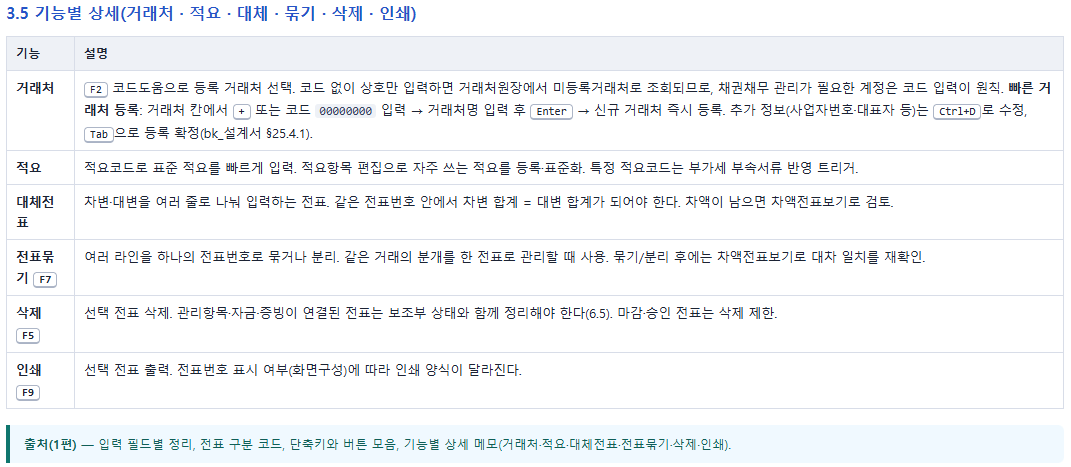 3.5 기능별 상세(거래처 · 적요 · 대체 · 묶기 · 삭제 · 인쇄)
기능 설명
거래처 F2 코드도움으로 등록 거래처 선택. 코드 없이 상호만 입력하면 거래처원장에서 미등록거래처로 조회되므로, 채권채무 관리가 필요한 계정은 코드 입력이 원칙. 빠른 거
래처 등록: 거래처 칸에서 + 또는 코드 00000000 입력 → 거래처명 입력 후 Enter → 신규 거래처 즉시 등록. 추가 정보(사업자번호·대표자 등)는 Ctrl+D 로 수정,
Tab 으로 등록 확정(bk_설계서 §25.4.1).
적요 적요코드로 표준 적요를 빠르게 입력. 적요항목 편집으로 자주 쓰는 적요를 등록·표준화. 특정 적요코드는 부가세 부속서류 반영 트리거.
대체전 차변·대변을 여러 줄로 나눠 입력하는 전표. 같은 전표번호 안에서 차변 합계 = 대변 합계가 되어야 한다. 차액이 남으면 차액전표보기로 검토.
표
전표묶 여러 라인을 하나의 전표번호로 묶거나 분리. 같은 거래의 분개를 한 전표로 관리할 때 사용. 묶기/분리 후에는 차액전표보기로 대차 일치를 재확인.
기 F7
삭제 선택 전표 삭제. 관리항목·자금·증빙이 연결된 전표는 보조부 상태와 함께 정리해야 한다(6.5). 마감·승인 전표는 삭제 제한.
F5
인쇄 선택 전표 출력. 전표번호 표시 여부(화면구성)에 따라 인쇄 양식이 달라진다.
F9
출처(1편) — 입력 필드별 정리, 전표 구분 코드, 단축키와 버튼 모음, 기능별 상세 메모(거래처·적요·대체전표·전표묶기·삭제·인쇄).